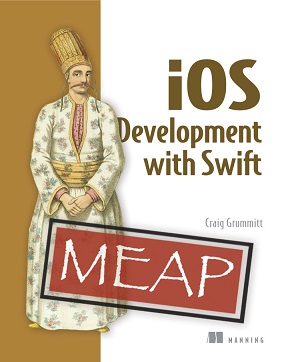 iOS
Development
with Swift
Craig Grummitt
MEAP
MANNING